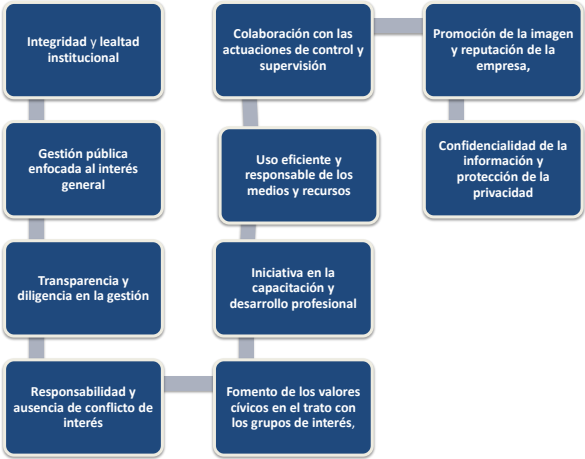 Integridad y lealtad
institucional
Gestión pública
enfocada al interés
general
Transparencia y
diligencia en la gestión
Responsabilidad y
ausencia de conflicto de
interés
Fomento de los valores
cívicos en el trato con
los grupos de interés,
Iniciativa en la
capacitación y
desarrollo profesional
Uso eficiente y
responsable de los
medios y recursos
Colaboración con las
actuaciones de control y
supervisión
Promoción de la imagen
y reputación de la
empresa,
Confidencialidad de la
información y
protección de la
privacidad